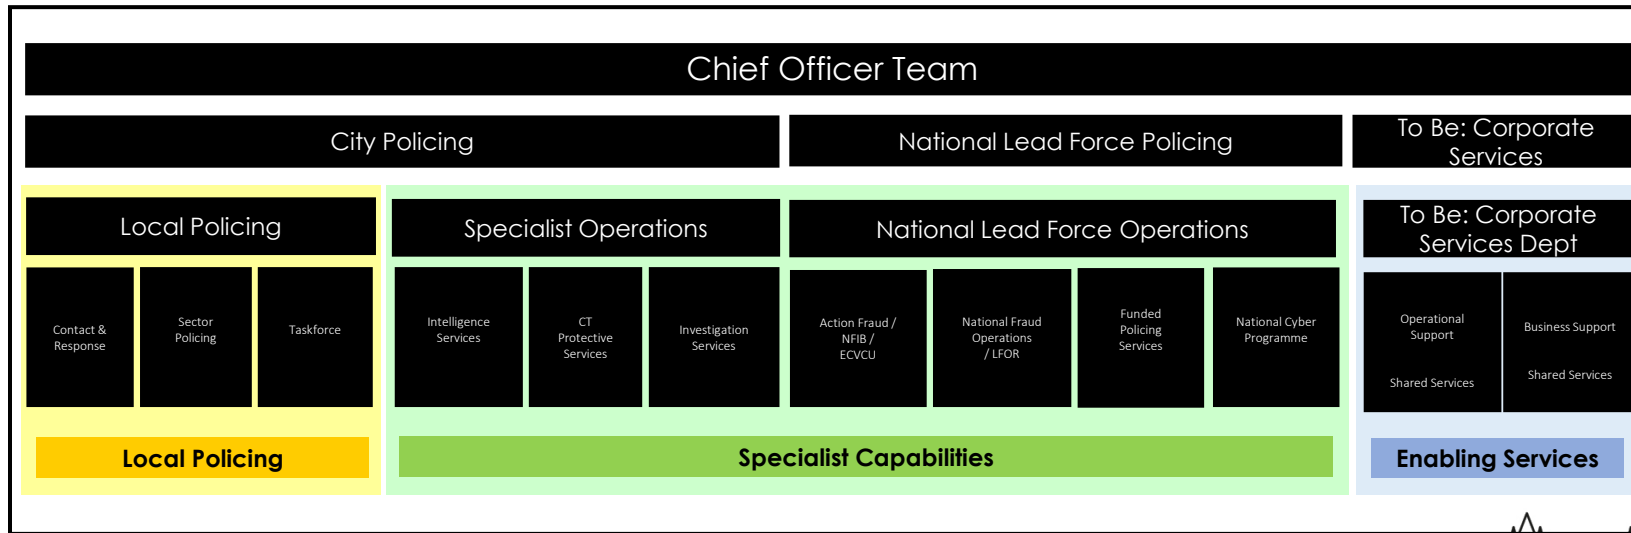 Chief Officer Team
City Policing
National Lead Force Policing
To Be: Corporate
Services
Local Policing
Specialist Operations
National Lead Force Operations
To Be: Corporate
Services Dept
Contact &
Response
Sector
Policing
Taskforce
Intelligence
Services
CT
Protective
Services
Investigation
Services
Action Fraud /
NFIB /
ECVCU
National Fraud
Operations
/ LFOR
Funded
Policing
Services
National Cyber
Programme
Operational
Support
Shared Services
Business Support
Shared Services
Local Policing
Specialist Capabilities
Enabling Services